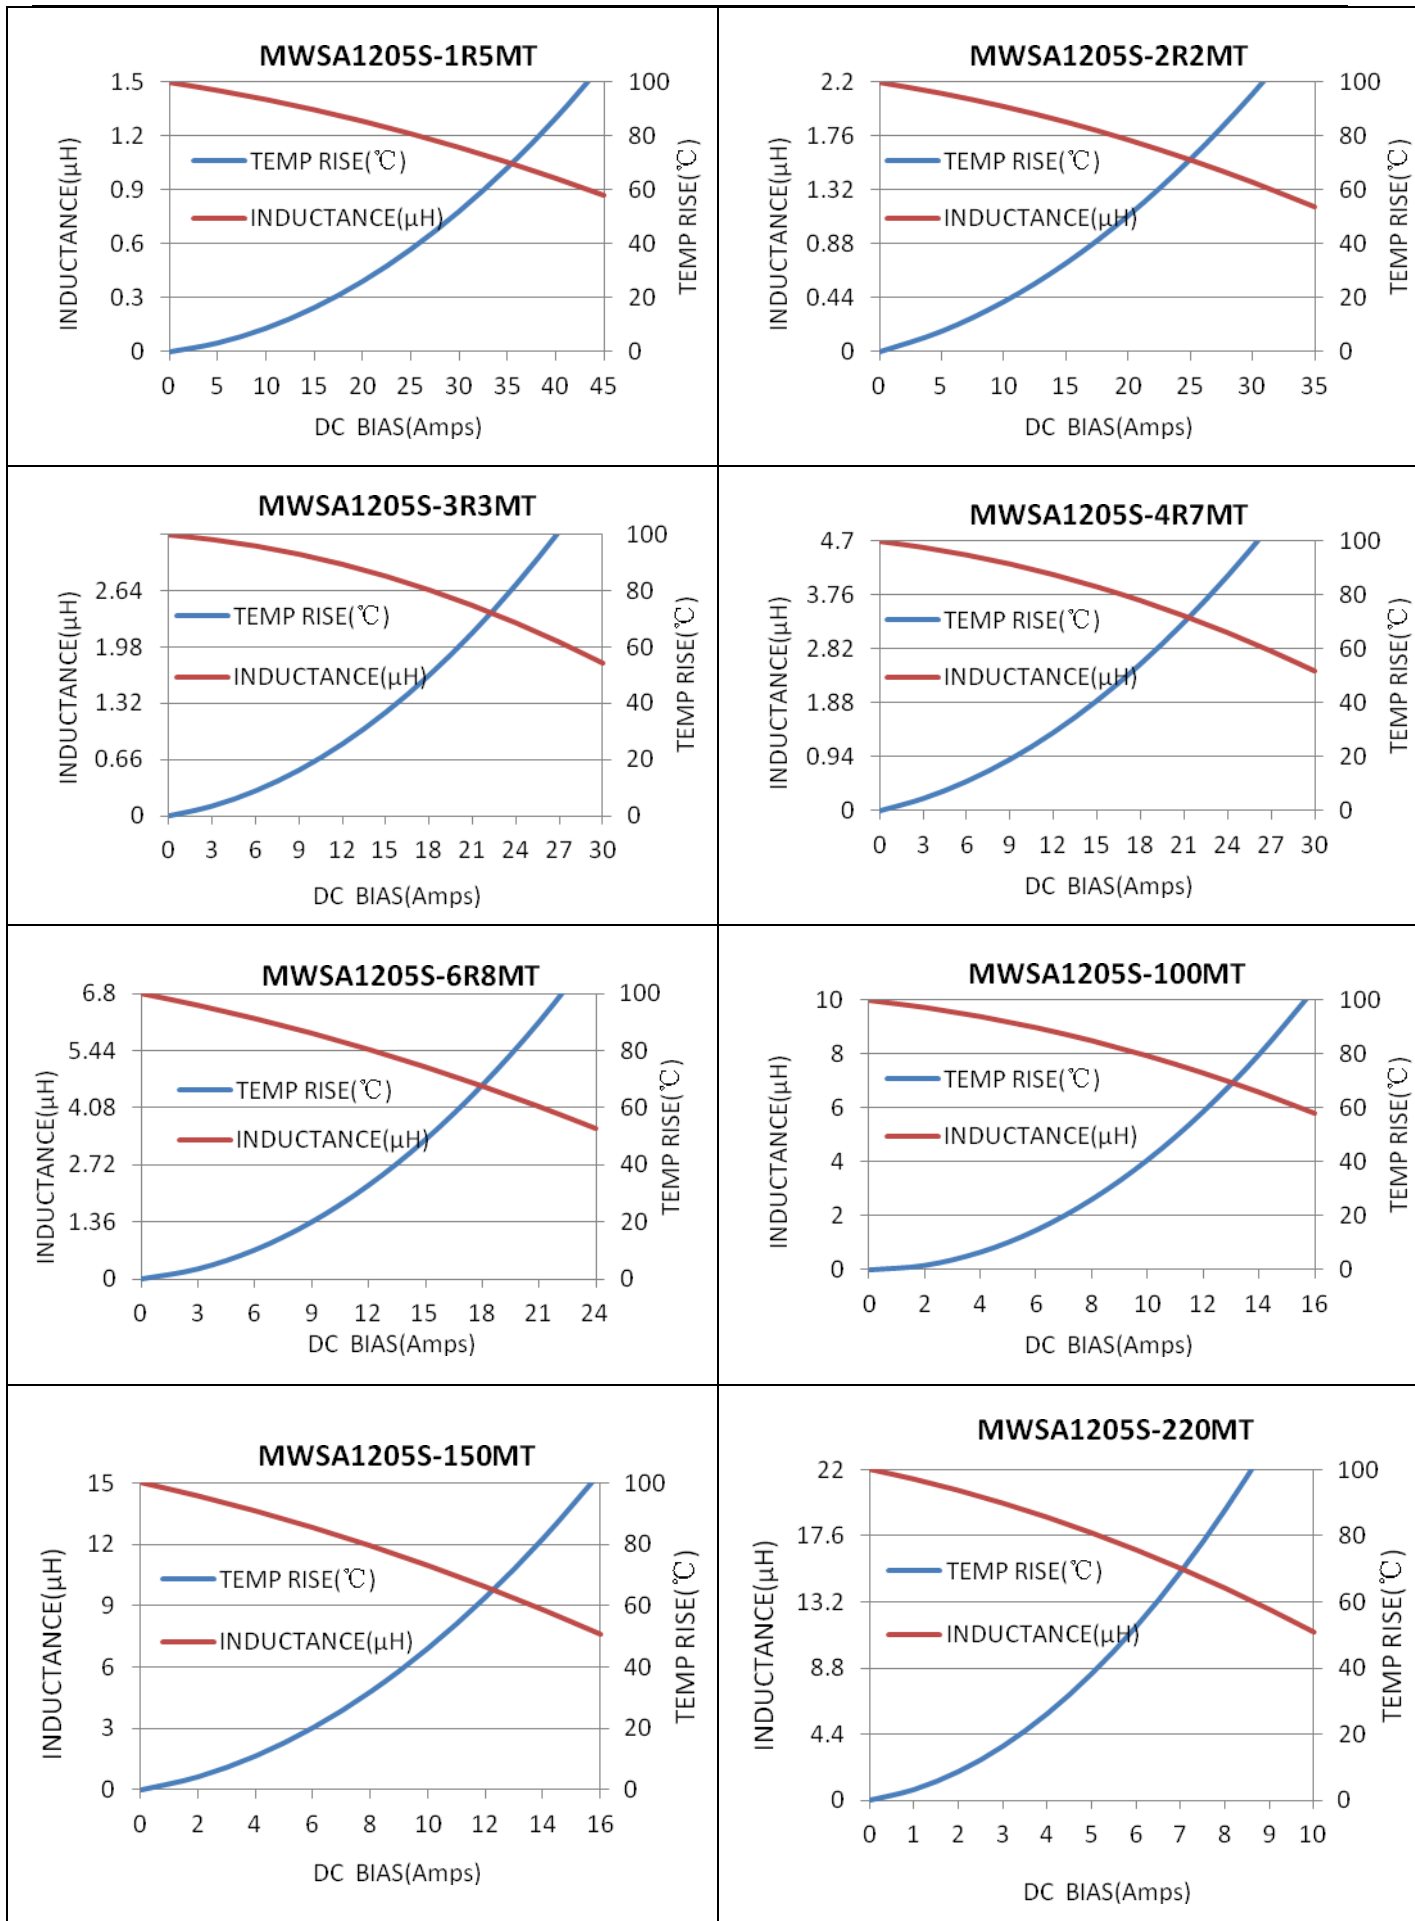 MWSA1205S-1R5MT
1.5
1.2
0.9
0.6
0.3
0
100
80
60
40
20
0
INDUCTANCE(μH)
TEMP RISE(℃)
TEMP RISE(℃)
INDUCTANCE(μH)
0 5 10 15 20 25 30 35 40 45
DC BIAS(Amps)
MWSA1205S-2R2MT
2.2
1.76
1.32
0.88
0.44
0
100
80
60
40
20
0
INDUCTANCE(μH)
TEMP RISE(℃)
TEMP RISE(℃)
INDUCTANCE(μH)
0 5 10 15 20 25 30 35
DC BIAS(Amps)
MWSA1205S-3R3MT
2.64
1.98
1.32
0.66
0
100
80
60
40
20
0
INDUCTANCE(μH)
TEMP RISE(℃)
TEMP RISE(℃)
INDUCTANCE(μH)
0 3 6 9 12 15 18 21 24 27 30
DC BIAS(Amps)
MWSA1205S-4R7MT
4.7
3.76
2.82
1.88
0.94
0
100
80
60
40
20
0
INDUCTANCE(μH)
TEMP RISE(℃)
TEMP RISE(℃)
INDUCTANCE(μH)
0 3 6 9 12 15 18 21 24 27 30
DC BIAS(Amps)
MWSA1205S-6R8MT
6.8
5.44
4.08
2.72
1.36
0
100
80
60
40
20
0
INDUCTANCE(μH)
TEMP RISE(℃)
TEMP RISE(℃)
INDUCTANCE(μH)
0 3 6 9 12 15 18 21 24
DC BIAS(Amps)
MWSA1205S-100MT
10
8
6
4
2
0
100
80
60
40
20
0
INDUCTANCE(μH)
TEMP RISE(℃)
TEMP RISE(℃)
INDUCTANCE(μH)
0 2 4 6 8 10 12 14 16
DC BIAS(Amps)
MWSA1205S-150MT
15
12
9
6
3
0
100
80
60
40
20
0
INDUCTANCE(μH)
TEMP RISE(℃)
TEMP RISE(℃)
INDUCTANCE(μH)
0 2 4 6 8 10 12 14 16
DC BIAS(Amps)
MWSA1205S-220MT
22
17.6
13.2
8.8
4.4
0
100
80
60
40
20
0
INDUCTANCE(μH)
TEMP RISE(℃)
TEMP RISE(℃)
INDUCTANCE(μH)
0 1 2 3 4 5 6 7 8 9 10
DC BIAS(Amps)